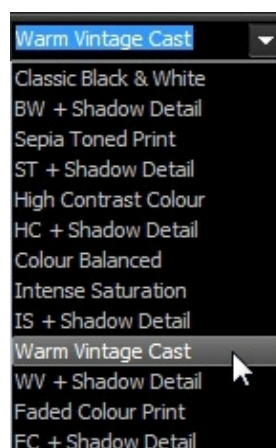 Warm Vintage Cast
Classic Black & White
BW + Shadow Detail
Sepia Toned Print
ST + Shadow Detail
High Contrast Colour
HC + Shadow Detail
Colour Balanced
Intense Saturation
IS + Shadow Detail
Warm Vintage Cast
WV + Shadow Detail
Faded Colour Print
FC + Shadow Detail